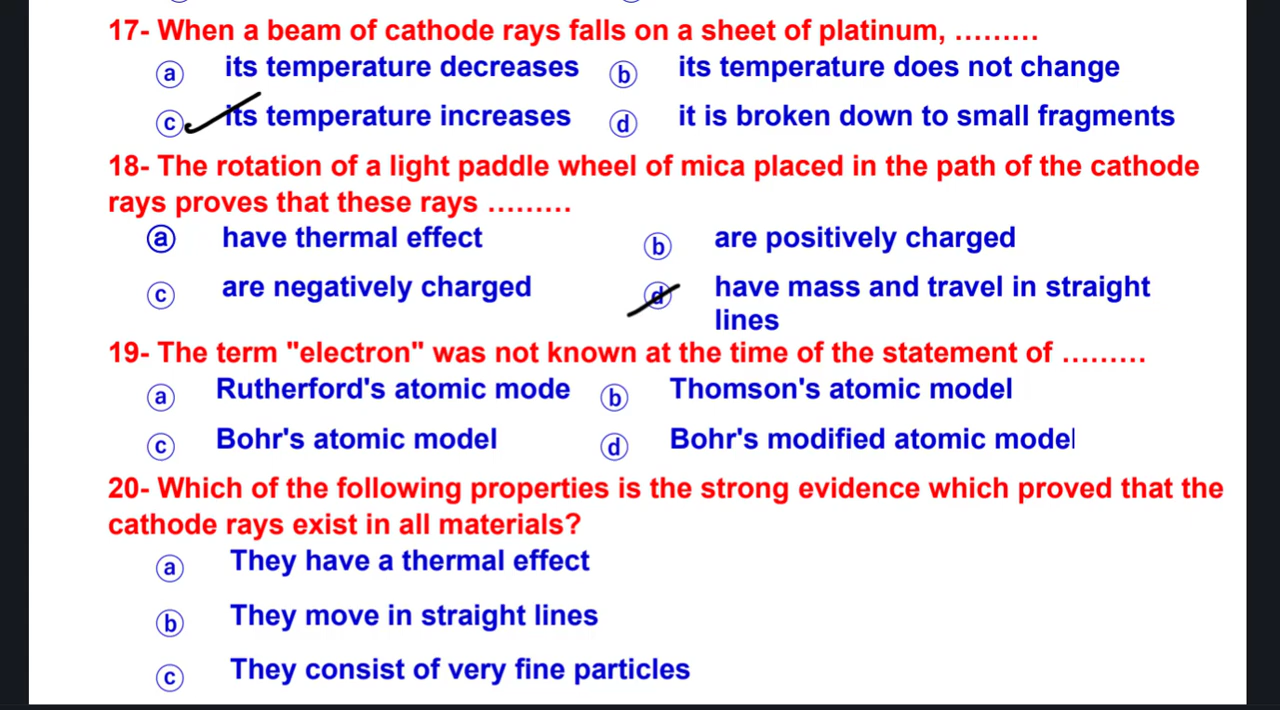 17- When a beam of cathode rays falls on a sheet of platinum, .........
a its temperature decreases b its temperature does not change
c its temperature increases d it is broken down to small fragments
18- The rotation of a light paddle wheel of mica placed in the path of the cathode
rays proves that these rays .........
a have thermal effect b are positively charged
c are negatively charged d have mass and travel in straight
lines
19- The term "electron" was not known at the time of the statement of .........
a Rutherford's atomic mode b Thomson's atomic model
c Bohr's atomic model d Bohr's modified atomic model
20- Which of the following properties is the strong evidence which proved that the
cathode rays exist in all materials?
a They have a thermal effect
b They move in straight lines
c They consist of very fine particles